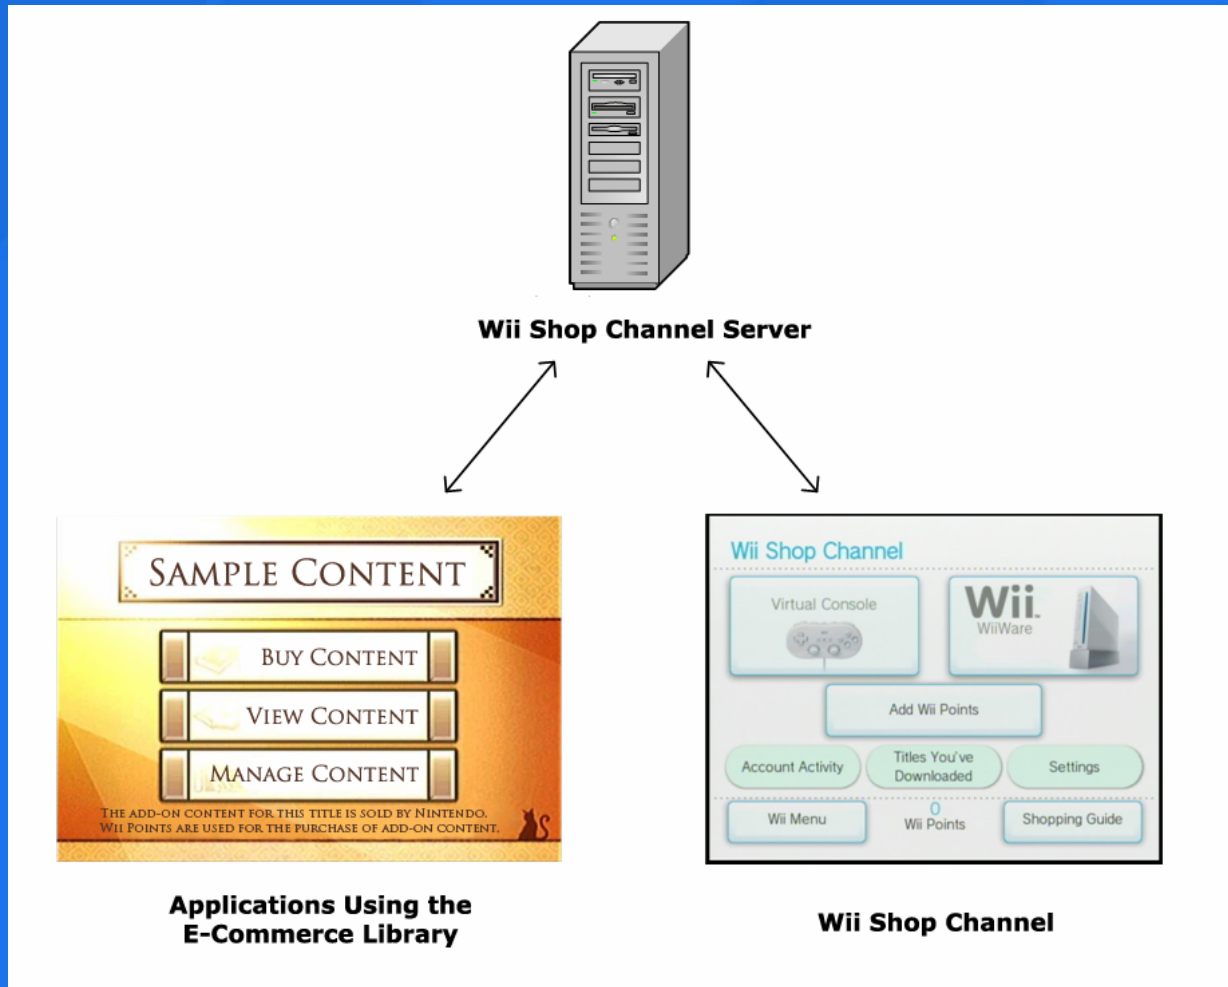 Wii Shop Channel Server
SAMPLE CONTENT
BUY CONTENT
VIEW CONTENT
MANAGE CONTENT
THE ADD-ON CONTENT FOR THIS TITLE IS SOLD BY NINTENDO.
WII POINTS ARE USED FOR THE PURCHASE OF ADD-ON CONTENT.
Applications Using the
E-Commerce Library
Wii Shop Channel
Virtual Console
Wii™
WiiWare
Add Wii Points
Account Activity
Titles You've
Downloaded
Settings
Wii Menu
0
Wii Points
Shopping Guide
Wii Shop Channel